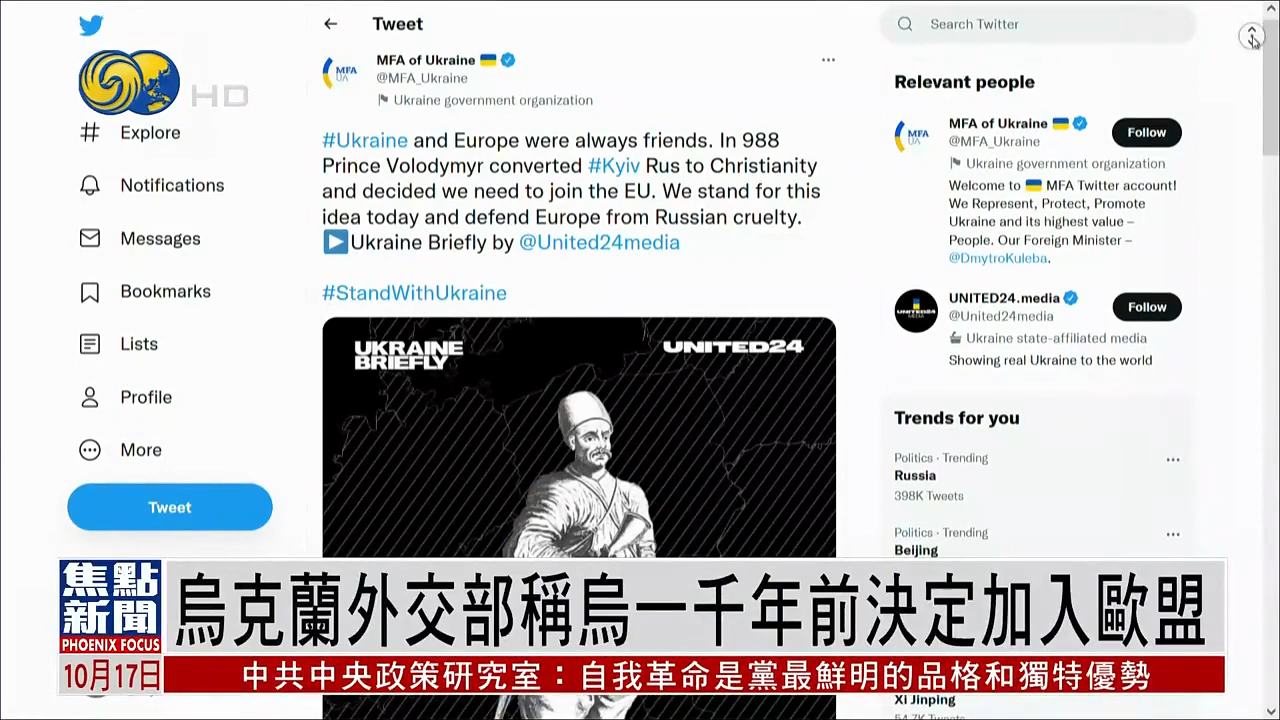 HD
Explore
Notifications
Messages
Bookmarks
Lists
Profile
More
Tweet
Tweet
MFA UA
MFA of Ukraine
@MFA_Ukraine
Ukraine government organization
#Ukraine and Europe were always friends. In 988
Prince Volodymyr converted #Kyiv Rus to Christianity
and decided we need to join the EU. We stand for this
idea today and defend Europe from Russian cruelty.
Ukraine Briefly by @United24media
#StandWithUkraine
UKRAINE
BRIEFLY
UNITED24
Search Twitter
Relevant people
MFA UA
MFA of Ukraine
@MFA_Ukraine
Follow
Ukraine government organization
Welcome to MFA Twitter account!
We Represent, Protect, Promote
Ukraine and its highest value –
People. Our Foreign Minister –
@DmytroKuleba.
UNITED24 MEDIA
UNITED24.media
@United24media
Follow
Ukraine state-affiliated media
Showing real Ukraine to the world
Trends for you
Politics · Trending
Russia
398K Tweets
Politics · Trending
Beijing
焦點
新聞
PHOENIX FOCUS
10月17日
烏克蘭外交部稱烏一千年前決定加入歐盟
中共中央政策研究室：自我革命是黨最鮮明的品格和獨特優勢
Xi Jinping
54.7K Tweets